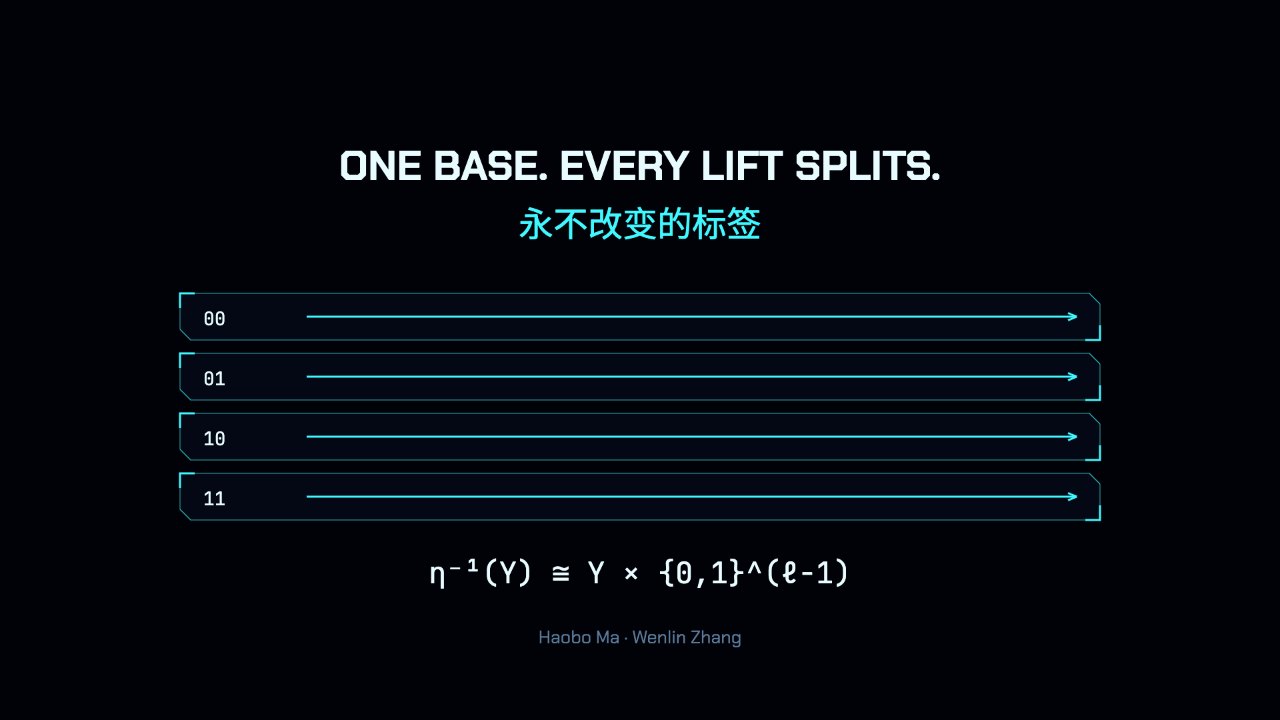 ONE BASE. EVERY LIFT SPLITS.
永不改变的标签
00
01
10
11
η⁻¹(Y) ≅ Y × {0,1}^(ℓ-1)
Haobo Ma · Wenlin Zhang